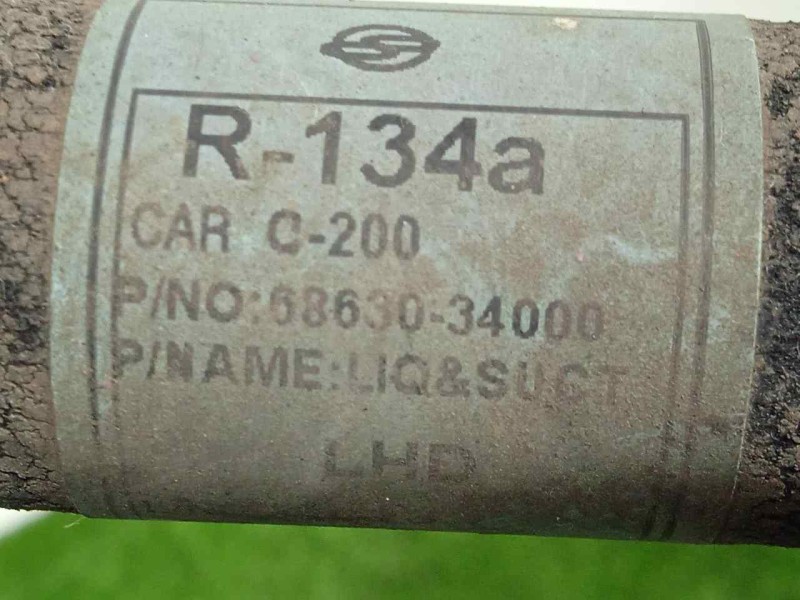 R-134a
CAR C-200
P/NO:68630-34000
P/NAME:LIQ&SUCT
LHD